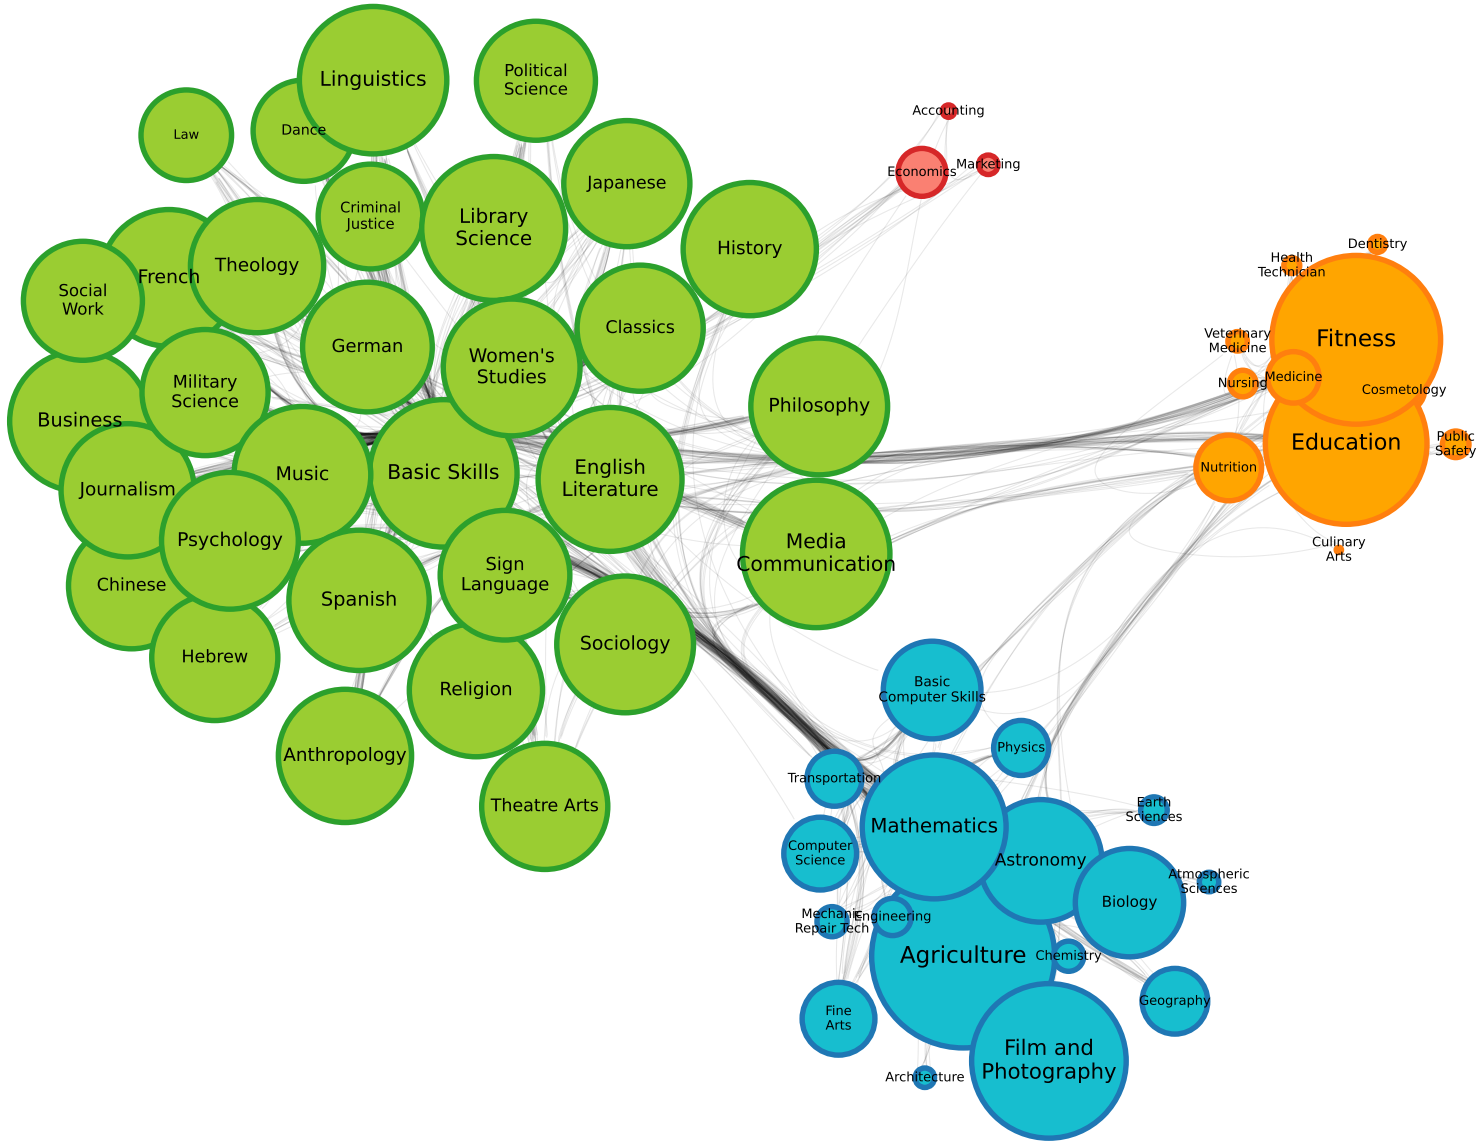 Linguistics
Political
Science
Law
Dance
Accounting
Economics
Marketing
Japanese
Criminal
Justice
Library
Science
History
French
Theology
Social
Work
German
Classics
Women's
Studies
Military
Science
Business
Philosophy
Music
Basic Skills
English
Literature
Journalism
Psychology
Media
Communication
Chinese
Spanish
Sign
Language
Sociology
Hebrew
Religion
Anthropology
Theatre Arts
Dentistry
Health
Technician
Fitness
Veterinary
Medicine
Nursing
Medicine
Cosmetology
Education
Public
Safety
Nutrition
Culinary
Arts
Basic
Computer Skills
Physics
Transportation
Mathematics
Earth
Sciences
Computer
Science
Astronomy
Atmospheric
Sciences
Biology
Mechanic
Repair Tech
Engineering
Agriculture
Chemistry
Geography
Fine
Arts
Film and
Photography
Architecture